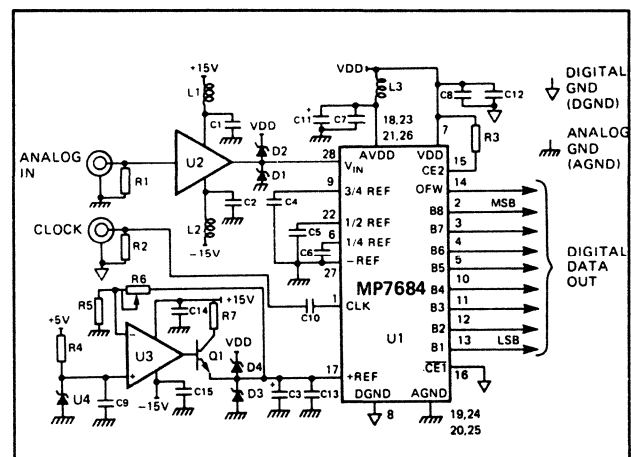 +15V
L1
C1
VDD
D2
D1
ANALOG
IN
R1
U2
C2
L2
-15V
CLOCK
R2
R6
R5
+5V
R4
U4
C9
U3
-
+
-15V
C15
C14
+15V
R7
Q1
VDD
D4
D3
C3
+
C13
C10
C4
C5
C6
VDD
L3
+
C11
C7
18,23
21,26
C8
C12
7
R3
AVDD
VDD
28
VIN
9
3/4 REF
22
1/2 REF
6
1/4 REF
27
-REF
1
CLK
17
+REF
MP7684
U1
15
CE2
14
OFW
2
B8
MSB
3
B7
4
B6
5
B5
10
B4
11
B3
12
B2
13
B1
LSB
CE1
16
DGND
8
AGND
19,24
20,25
DIGITAL
GND
(DGND)
ANALOG
GND
(AGND)
DIGITAL
DATA
OUT